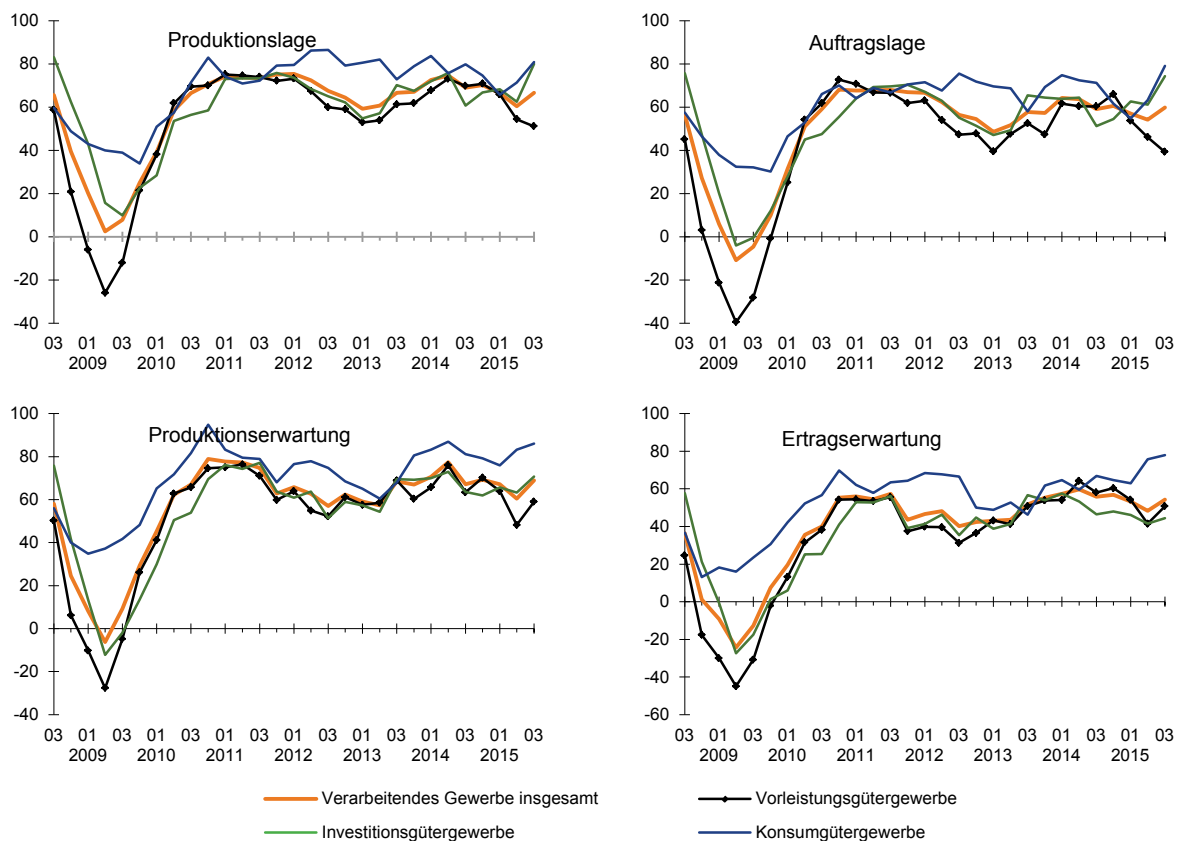 Produktionslage
100
80
60
40
20
0
-20
-40
03 01 03 01 03 01 03 01 03 01 03 01 03 01 03
2009 2010 2011 2012 2013 2014 2015
Auftragslage
100
80
60
40
20
0
-20
-40
03 01 03 01 03 01 03 01 03 01 03 01 03 01 03
2009 2010 2011 2012 2013 2014 2015
Produktionserwartung
100
80
60
40
20
0
-20
-40
03 01 03 01 03 01 03 01 03 01 03 01 03 01 03
2009 2010 2011 2012 2013 2014 2015
Ertragserwartung
100
80
60
40
20
0
-20
-40
-60
03 01 03 01 03 01 03 01 03 01 03 01 03 01 03
2009 2010 2011 2012 2013 2014 2015
Verarbeitendes Gewerbe insgesamt
Vorleistungsgütergewerbe
Investitionsgütergewerbe
Konsumgütergewerbe